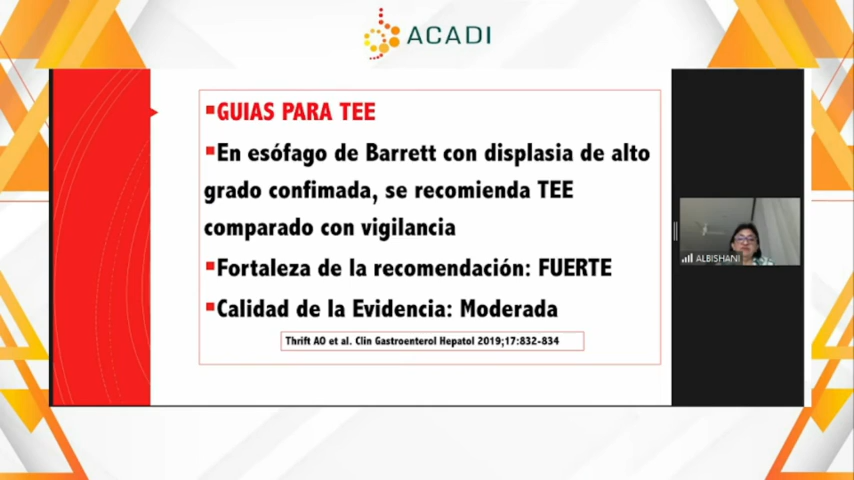 ACADI
▪GUIAS PARA TEE
▪En esófago de Barrett con displasia de alto
grado confimada, se recomienda TEE
comparado con vigilancia
▪Fortaleza de la recomendación: FUERTE
▪Calidad de la Evidencia: Moderada
Thrift AO et al. Clin Gastroenterol Hepatol 2019;17:832-834
ALBISHANI